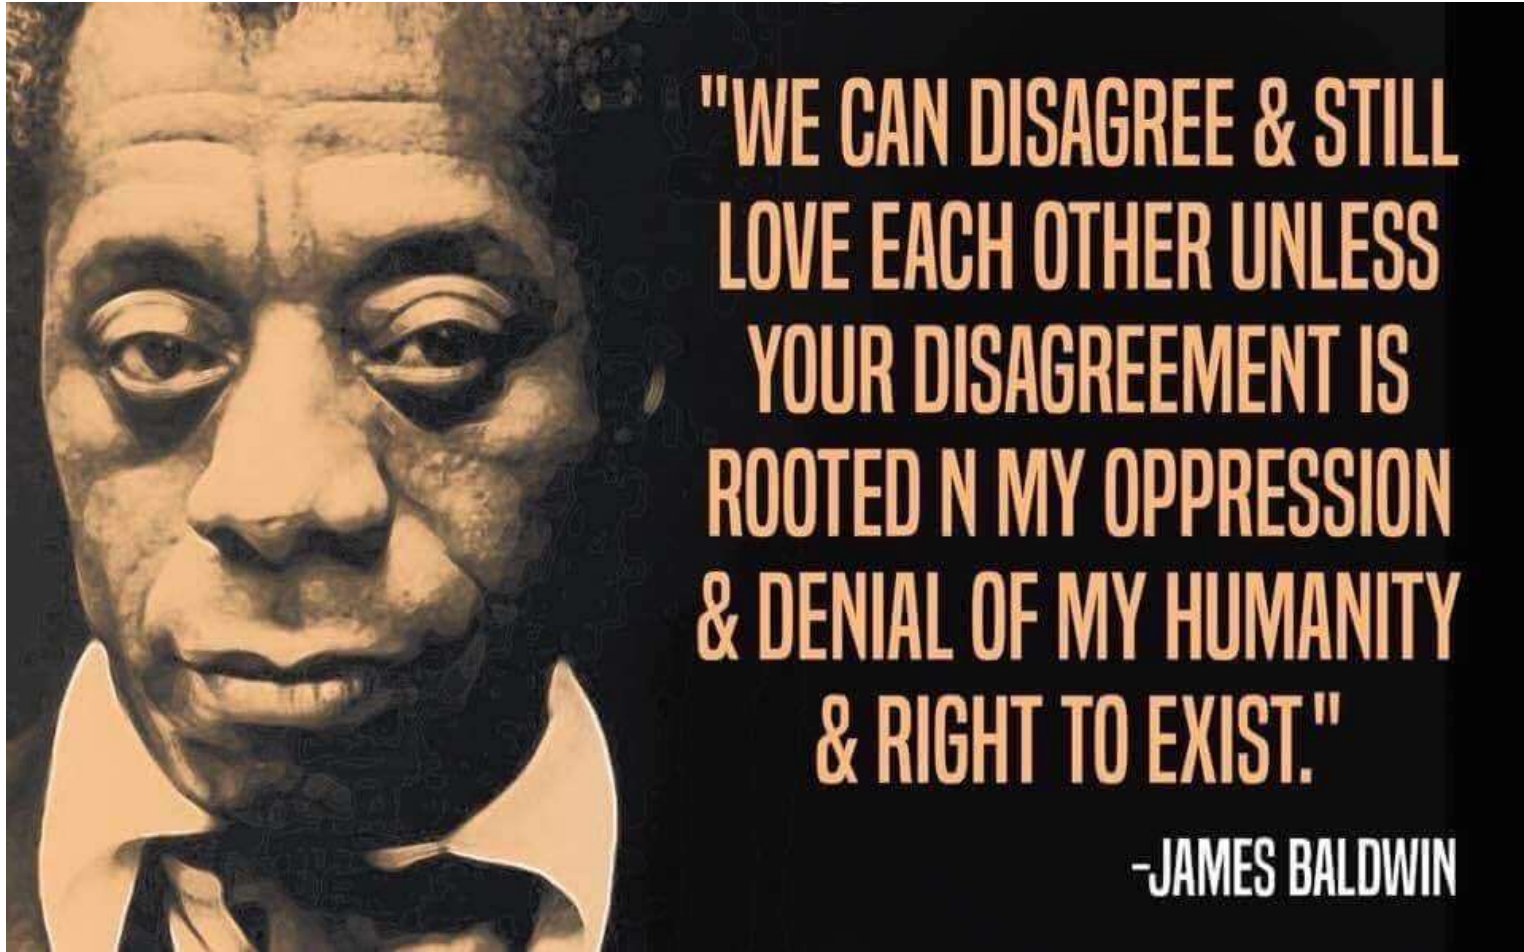 "WE CAN DISAGREE & STILL
LOVE EACH OTHER UNLESS
YOUR DISAGREEMENT IS
ROOTED N MY OPPRESSION
& DENIAL OF MY HUMANITY
& RIGHT TO EXIST."
-JAMES BALDWIN